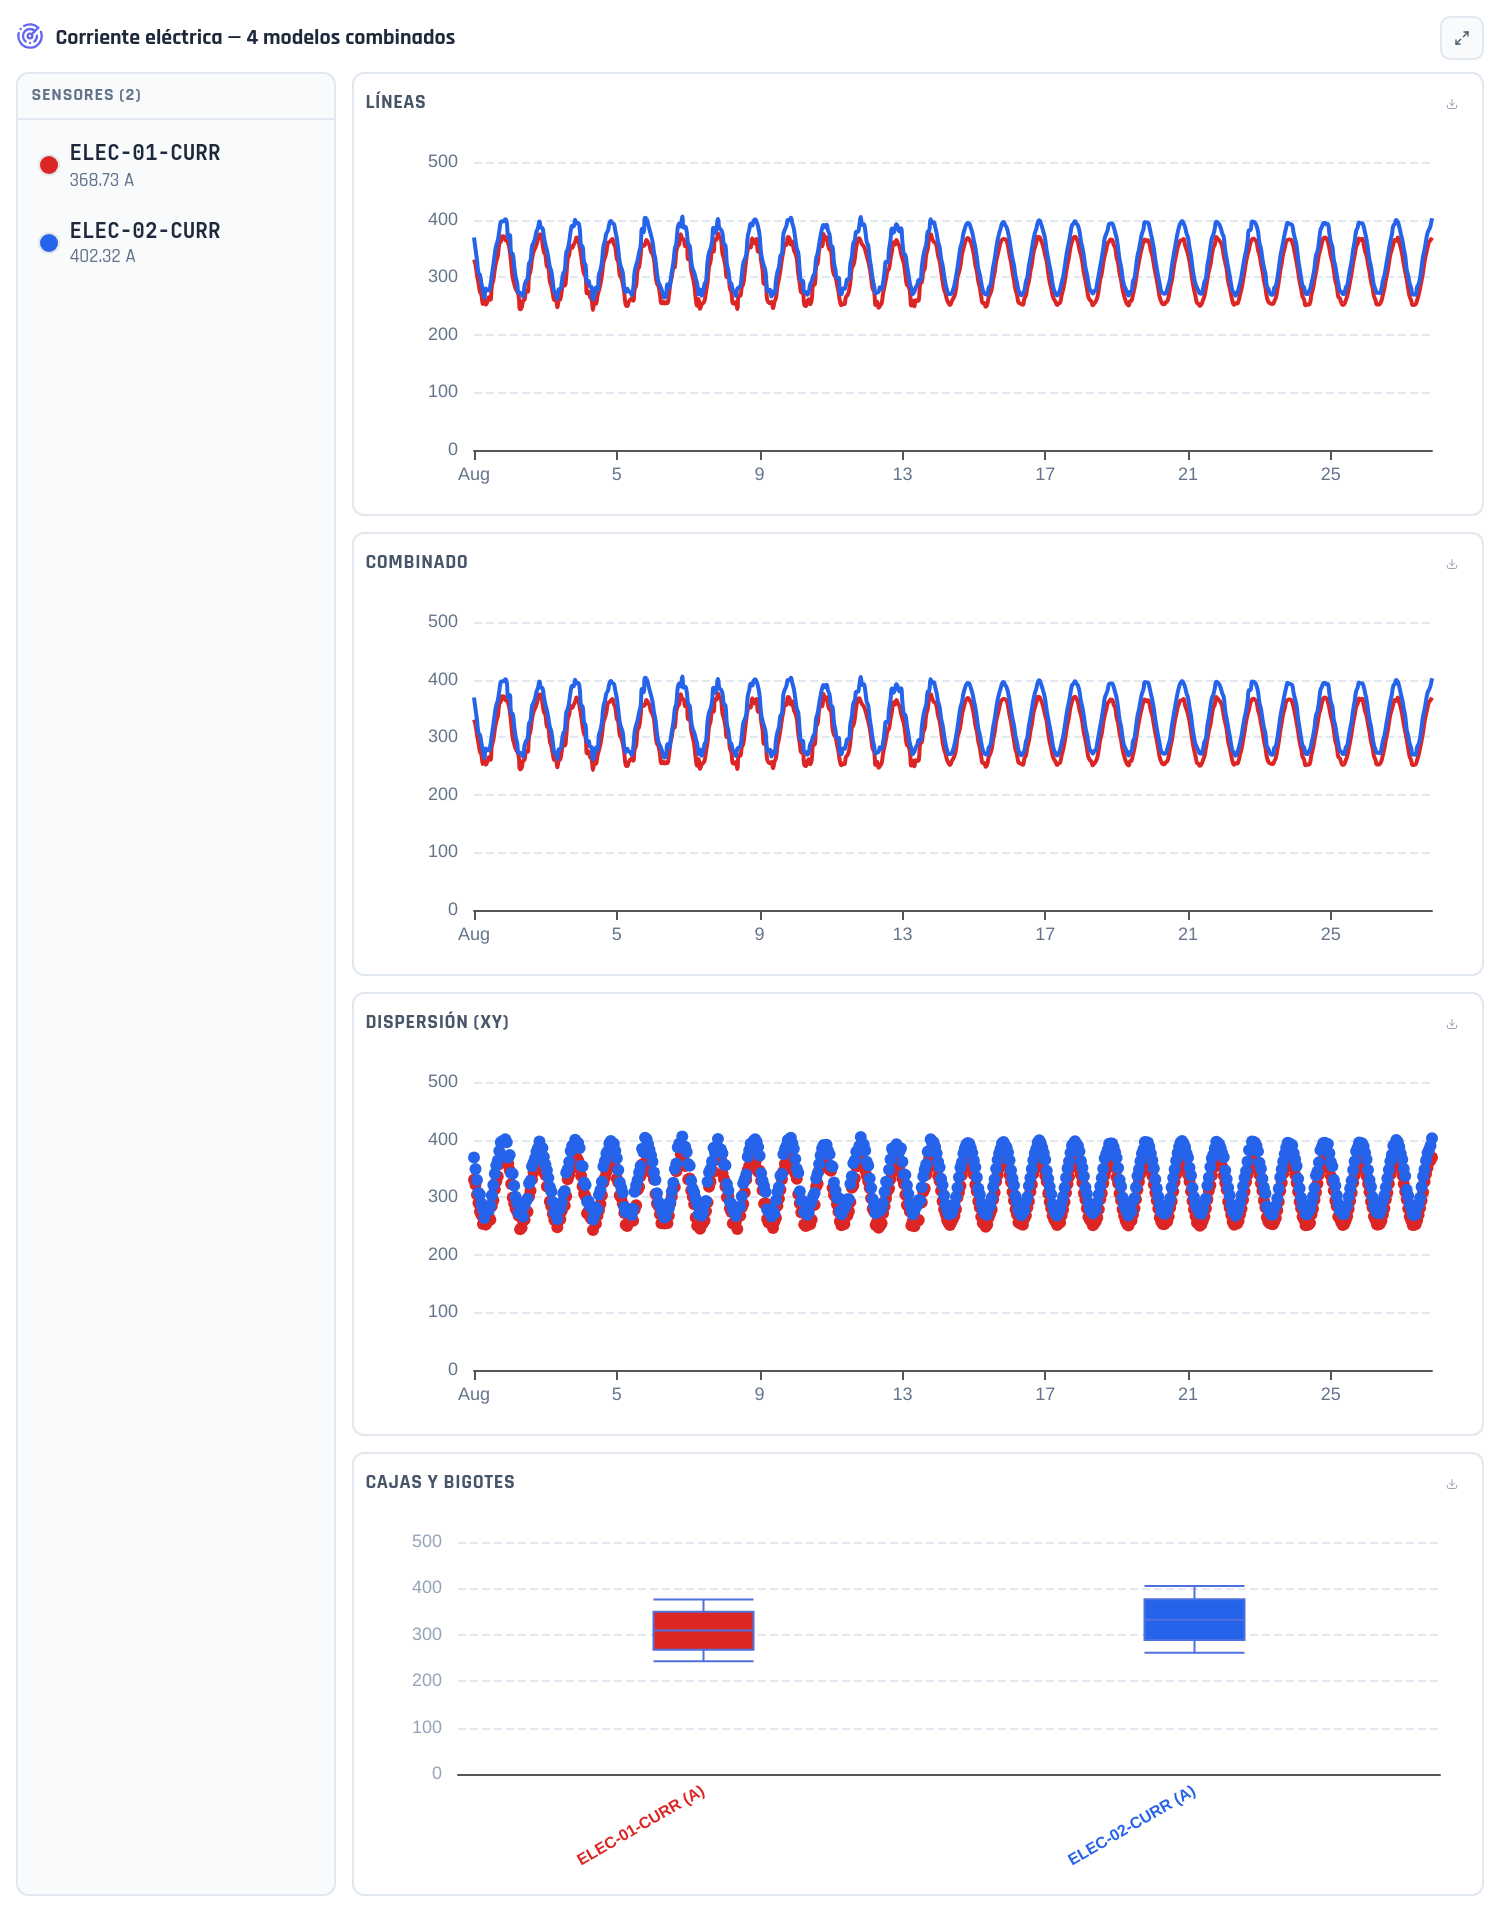 Corriente eléctrica – 4 modelos combinados
SENSORES (2)
ELEC-01-CURR
368.73 A
ELEC-02-CURR
402.32 A
LÍNEAS
500
400
300
200
100
0
Aug 5 9 13 17 21 25
COMBINADO
500
400
300
200
100
0
Aug 5 9 13 17 21 25
DISPERSIÓN (XY)
500
400
300
200
100
0
Aug 5 9 13 17 21 25
CAJAS Y BIGOTES
500
400
300
200
100
0
ELEC-01-CURR (A)
ELEC-02-CURR (A)